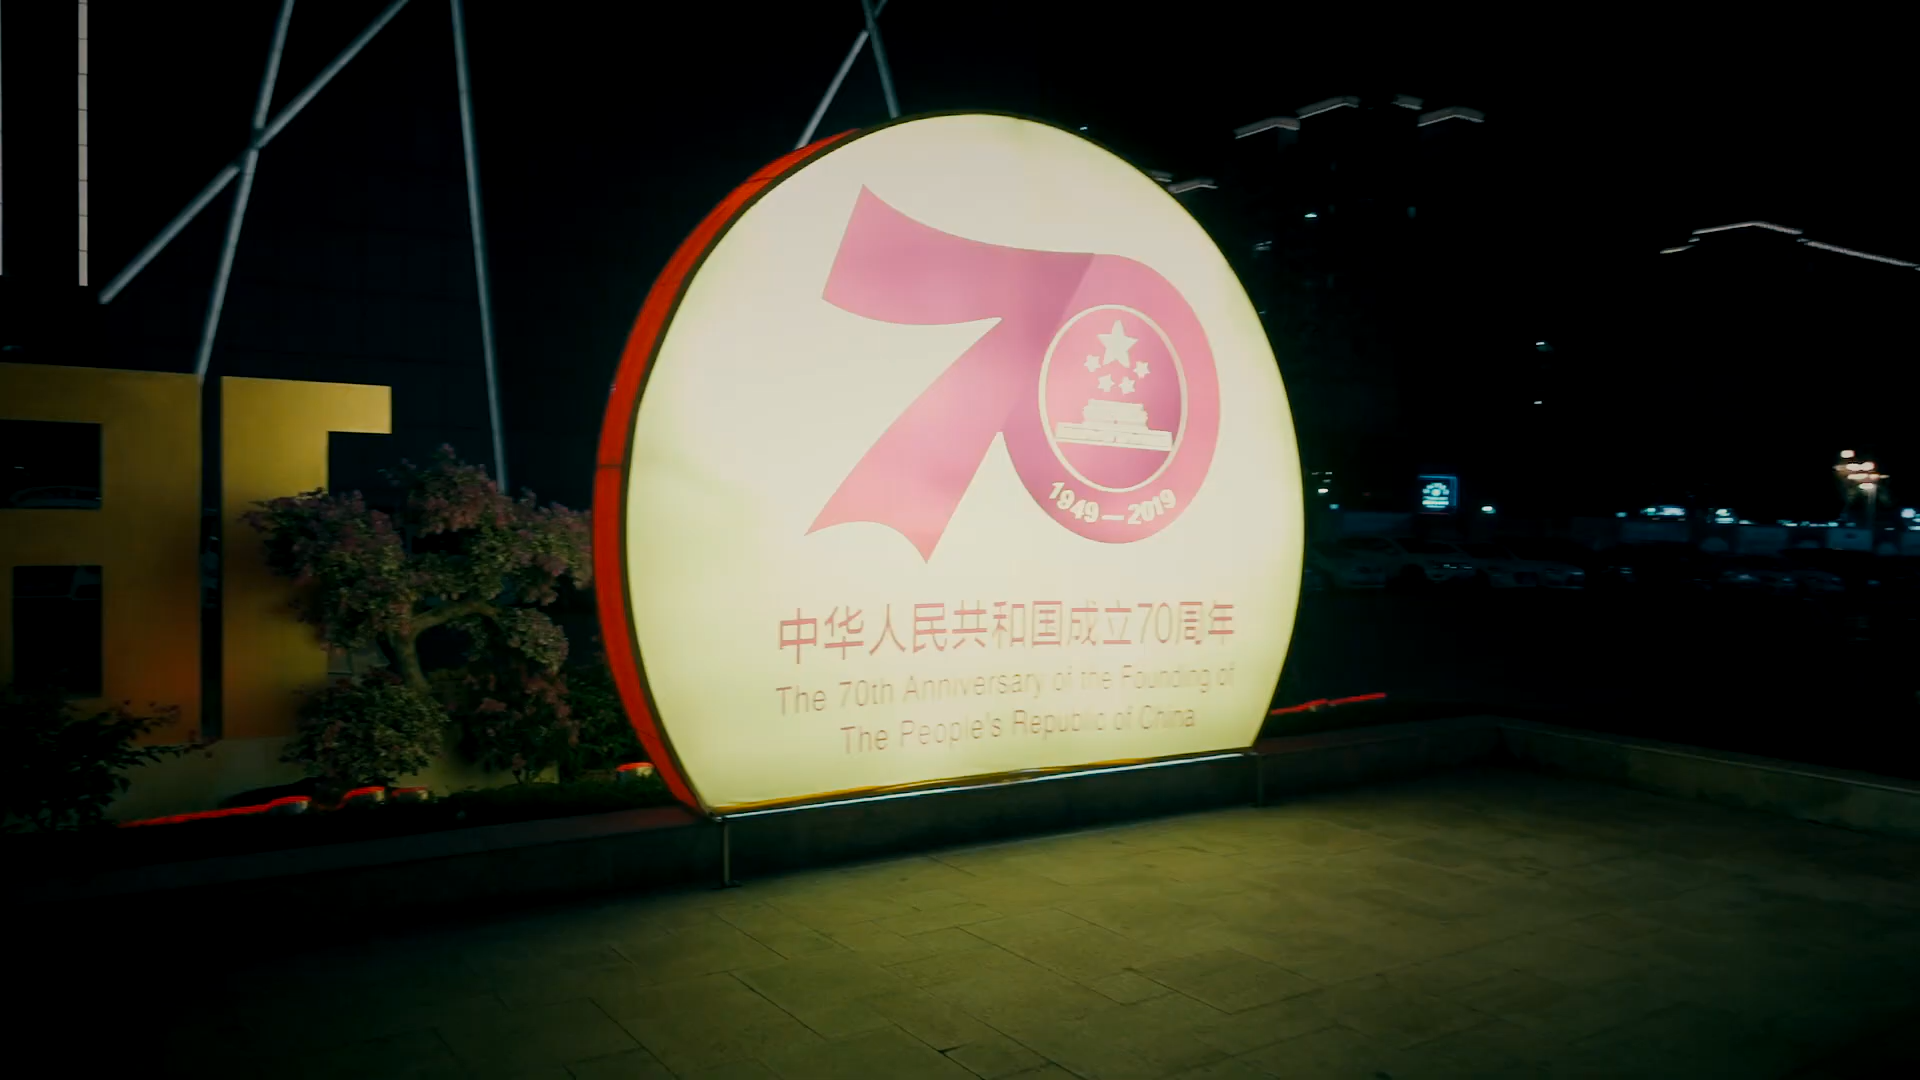 70
1949—2019
中华人民共和国成立70周年
The 70th Anniversary of the Founding of
The People's Republic of China